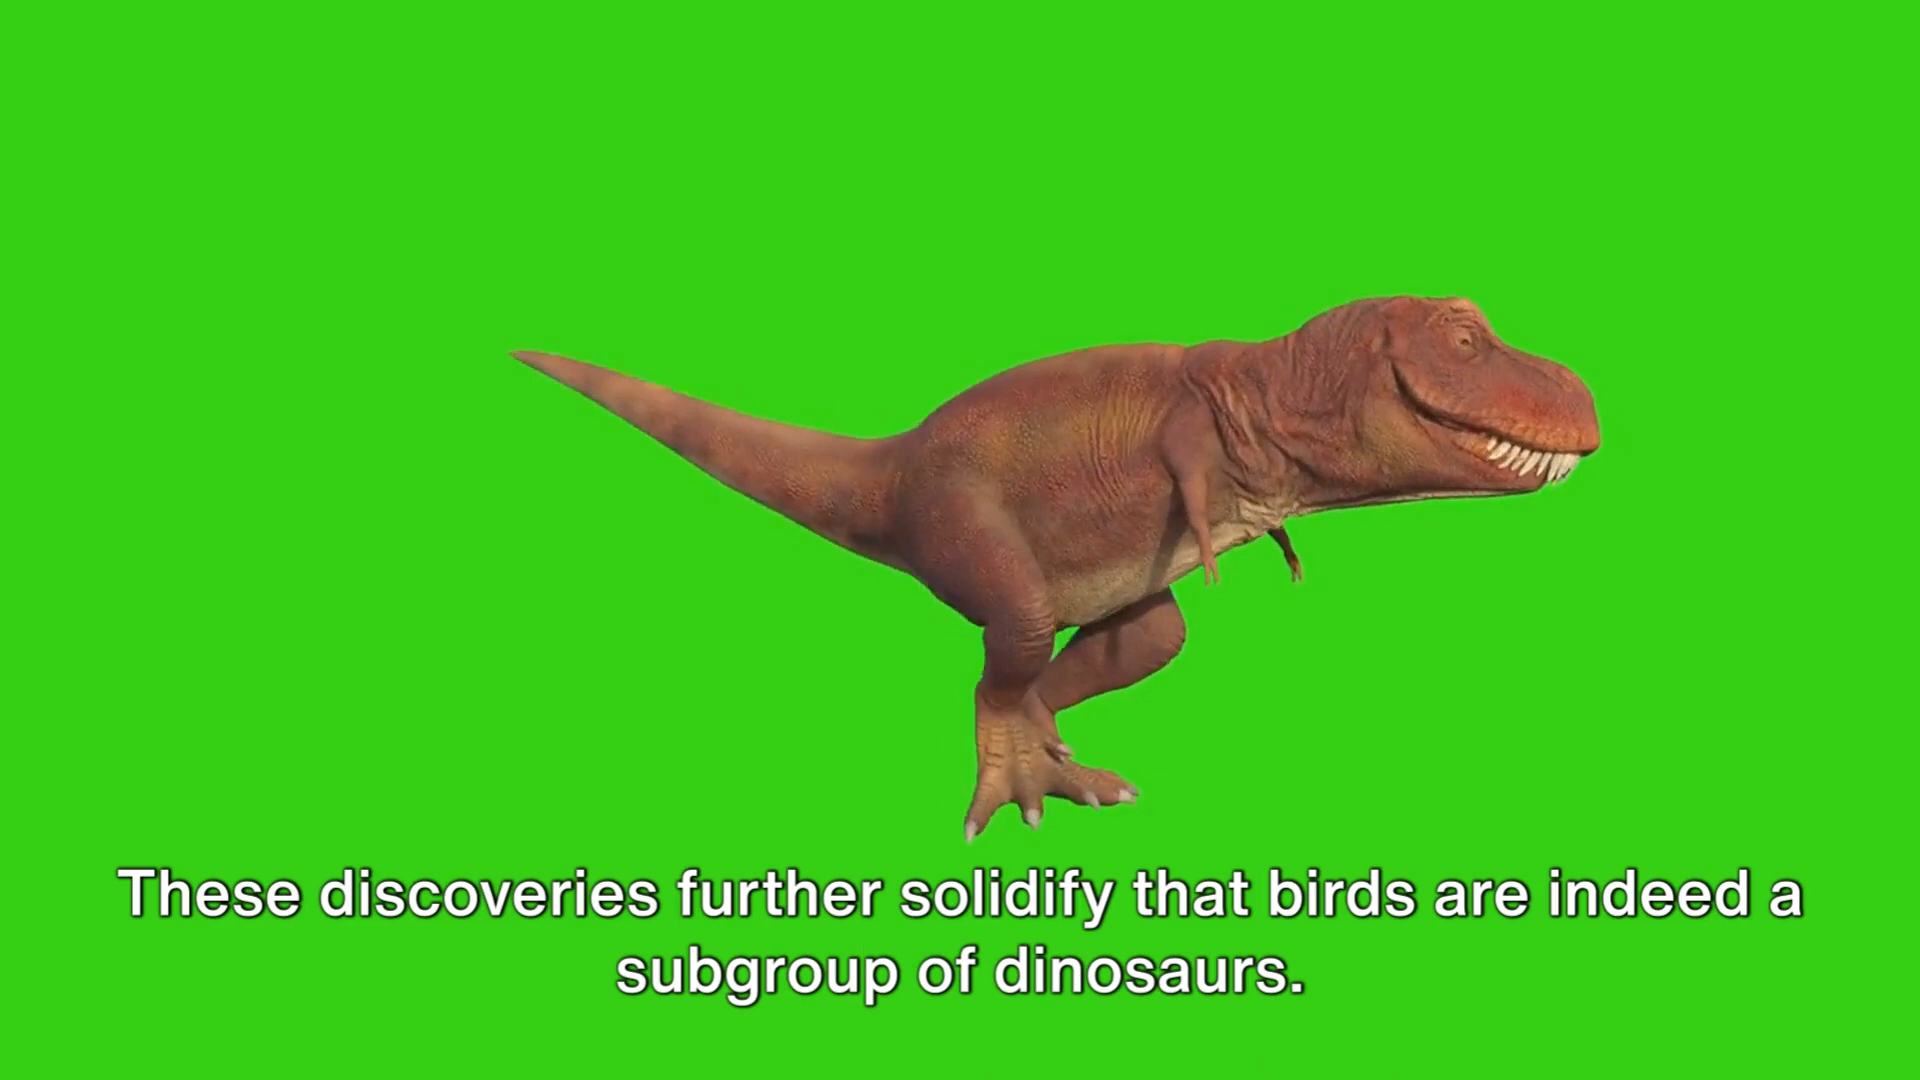 These discoveries further solidify that birds are indeed a
subgroup of dinosaurs.